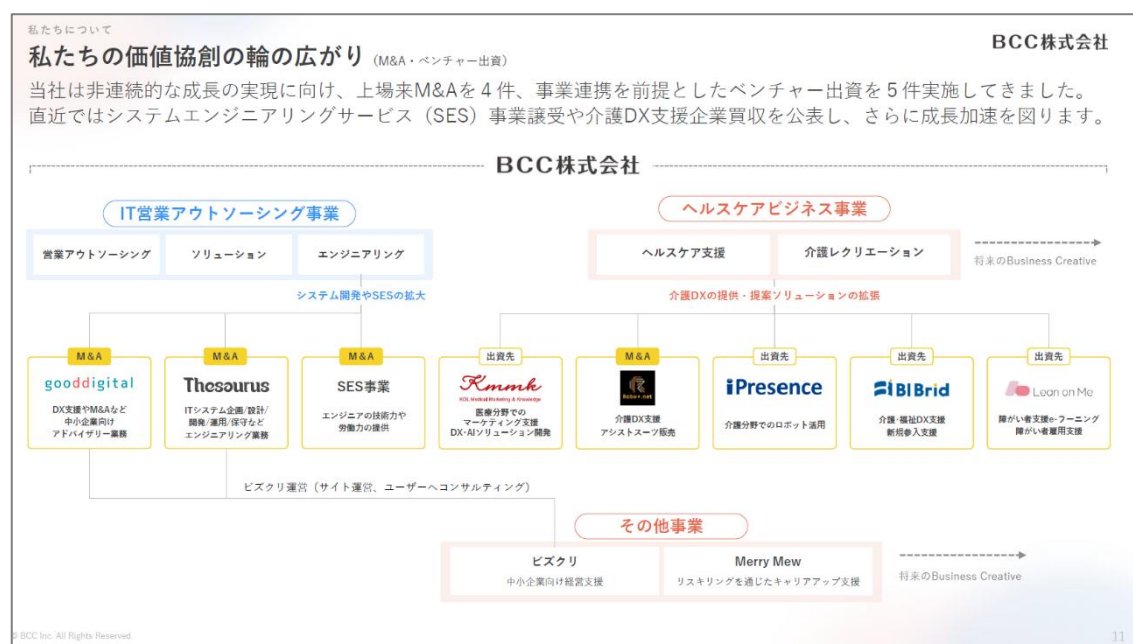 私たちについて
私たちの価値協創の輪の広がり (M&A・ベンチャー出資)
BCC株式会社
当社は非連続的な成長の実現に向け、上場来M&Aを4件、事業連携を前提としたベンチャー出資を5件実施してきました。
直近ではシステムエンジニアリングサービス（SES）事業譲受や介護DX支援企業買収を公表し、さらに成長加速を図ります。
BCC株式会社
IT営業アウトソーシング事業
ヘルスケアビジネス事業
営業アウトソーシング
ソリューション
エンジニアリング
ヘルスケア支援
介護レクリエーション
将来のBusiness Creative
システム開発やSESの拡大
介護DXの提供・提案ソリューションの拡張
M&A
gooddigital
DX支援やM&Aなど
中小企業向け
アドバイザリー業務
M&A
Thesaurus
ITシステム企画/設計/
開発/運用/保守など
エンジニアリング業務
M&A
SES事業
エンジニアの技術力や
労働力の提供
出資先
Kmmk
KOL Medical Marketing & Knowledge
医療分野での
マーケティング支援
DX・AIソリューション開発
M&A
Robo+.net
介護DX支援
アシストスーツ販売
出資先
iPresence
介護分野でのロボット活用
出資先
BIBrid
介護・福祉DX支援
新規参入支援
出資先
Lean on Me
障がい者支援e-ラーニング
障がい者雇用支援
ビズクリ運営（サイト運営、ユーザーへコンサルティング）
その他事業
ビズクリ
中小企業向け経営支援
Merry Mew
リスキリングを通じたキャリアアップ支援
将来のBusiness Creative
© BCC Inc. All Rights Reserved.
11